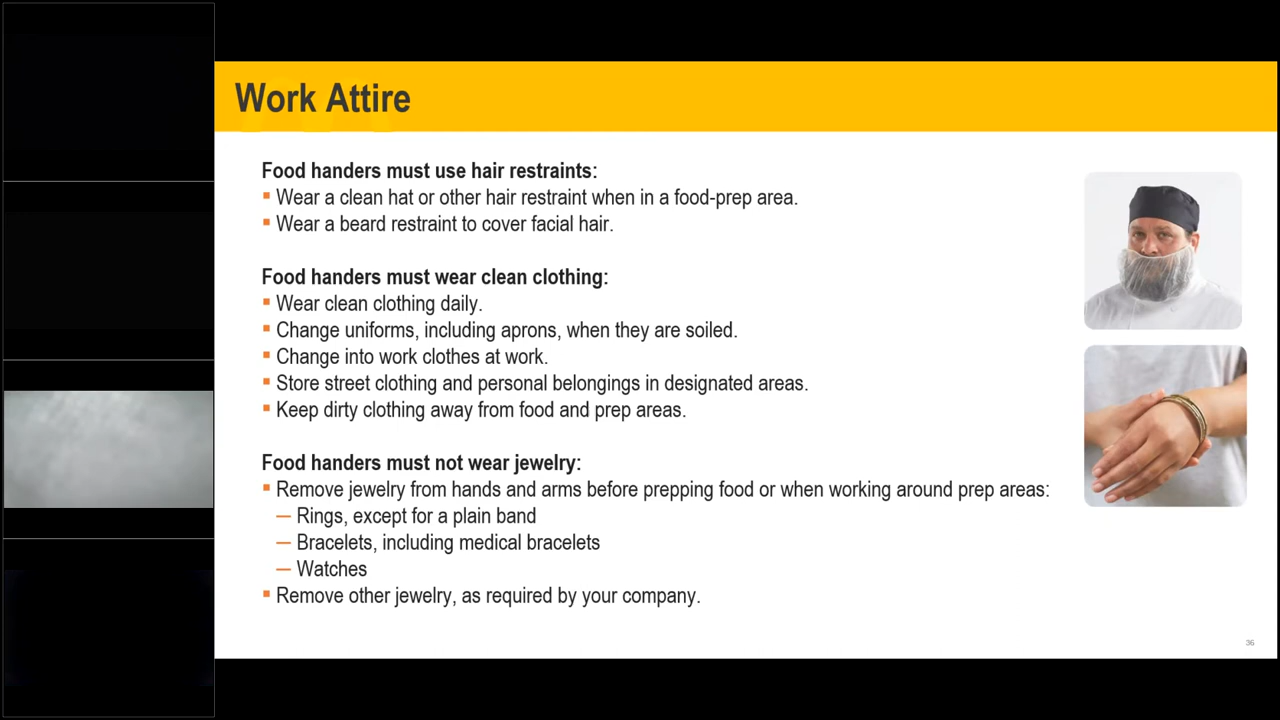 Work Attire
Food handers must use hair restraints:
▪ Wear a clean hat or other hair restraint when in a food-prep area.
▪ Wear a beard restraint to cover facial hair.
Food handers must wear clean clothing:
▪ Wear clean clothing daily.
▪ Change uniforms, including aprons, when they are soiled.
▪ Change into work clothes at work.
▪ Store street clothing and personal belongings in designated areas.
▪ Keep dirty clothing away from food and prep areas.
Food handers must not wear jewelry:
▪ Remove jewelry from hands and arms before prepping food or when working around prep areas:
— Rings, except for a plain band
— Bracelets, including medical bracelets
— Watches
▪ Remove other jewelry, as required by your company.
36